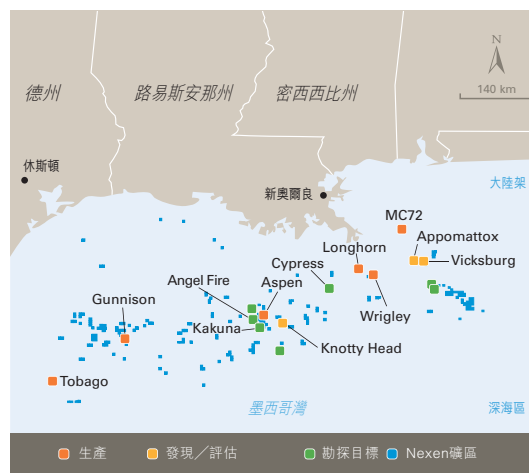 N
140 km
德州
路易斯安那州
密西西比州
休斯頓
新奧爾良
大陸架
MC72
Appomattox
Longhorn
Vicksburg
Cypress
Angel Fire
Aspen
Gunnison
Wrigley
Kakuna
Knotty Head
Tobago
墨西哥灣
深海區
生產
發現／評估
勘探目標
Nexen礦區